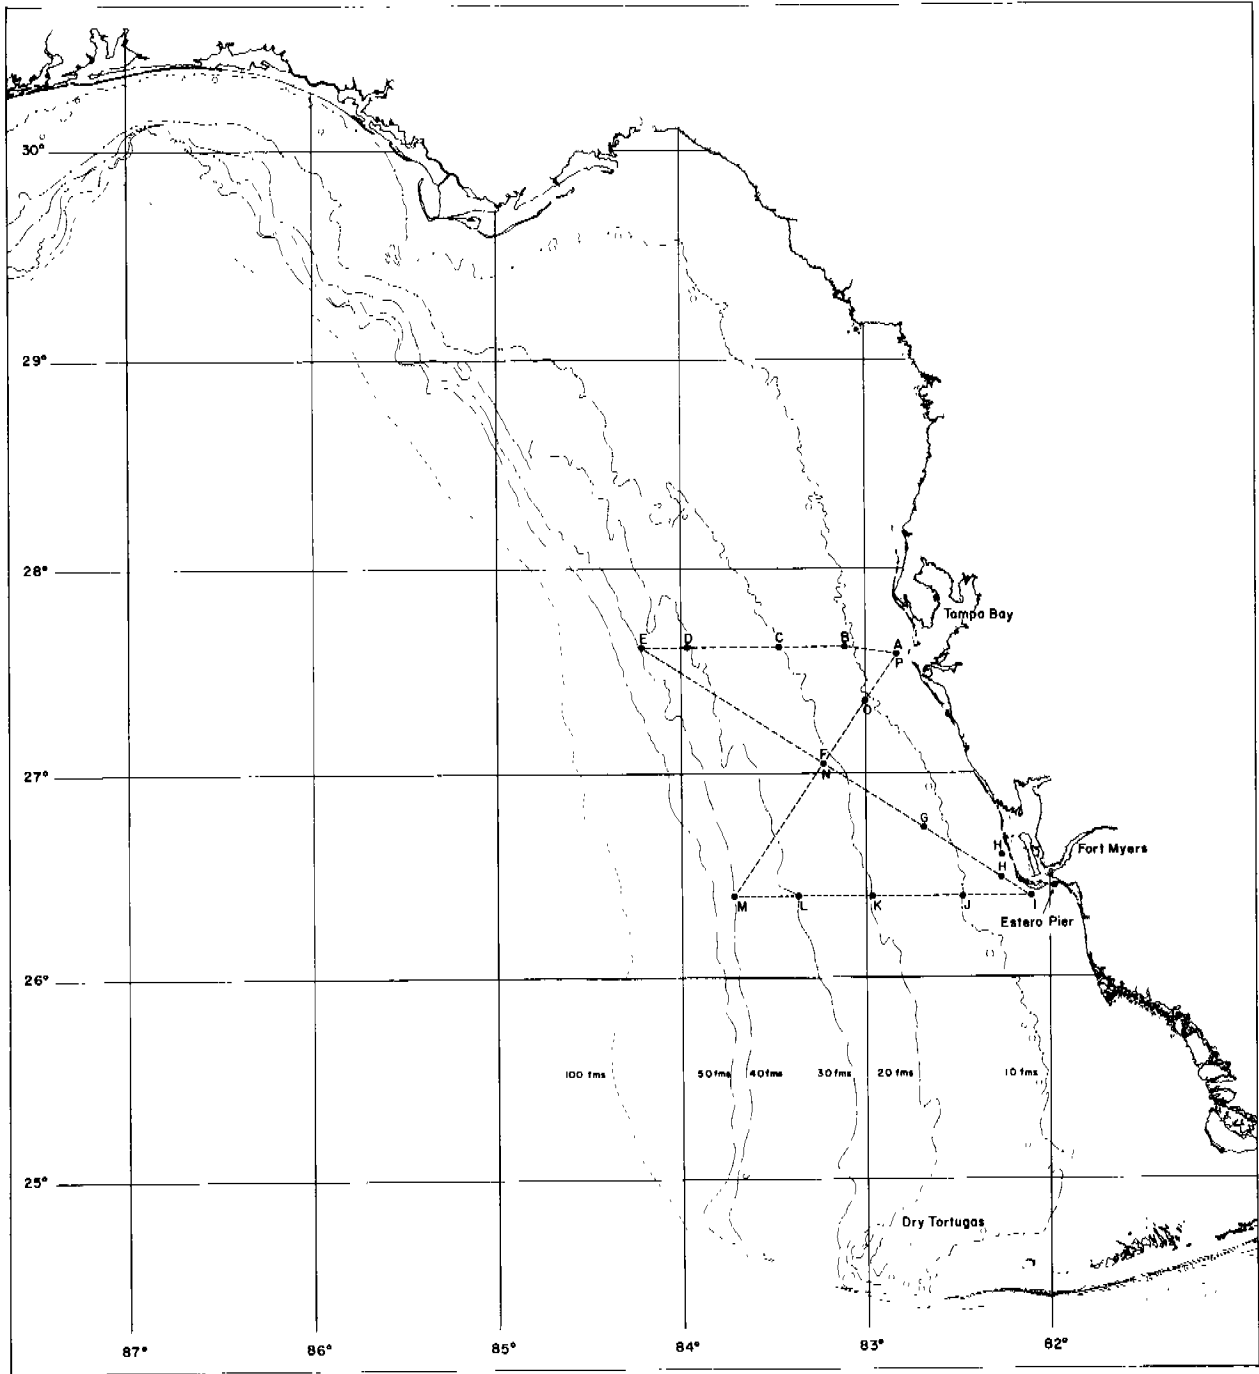 30°
29°
28°
Tampa Bay
E D C B A
P
O
27°
F
N
G
H
Fort Myers
H
M L K J I
Estero Pier
26°
100 fms 50 fms 40 fms 30 fms 20 fms 10 fms
25°
Dry Tortugas
87° 86° 84° 83° 82°